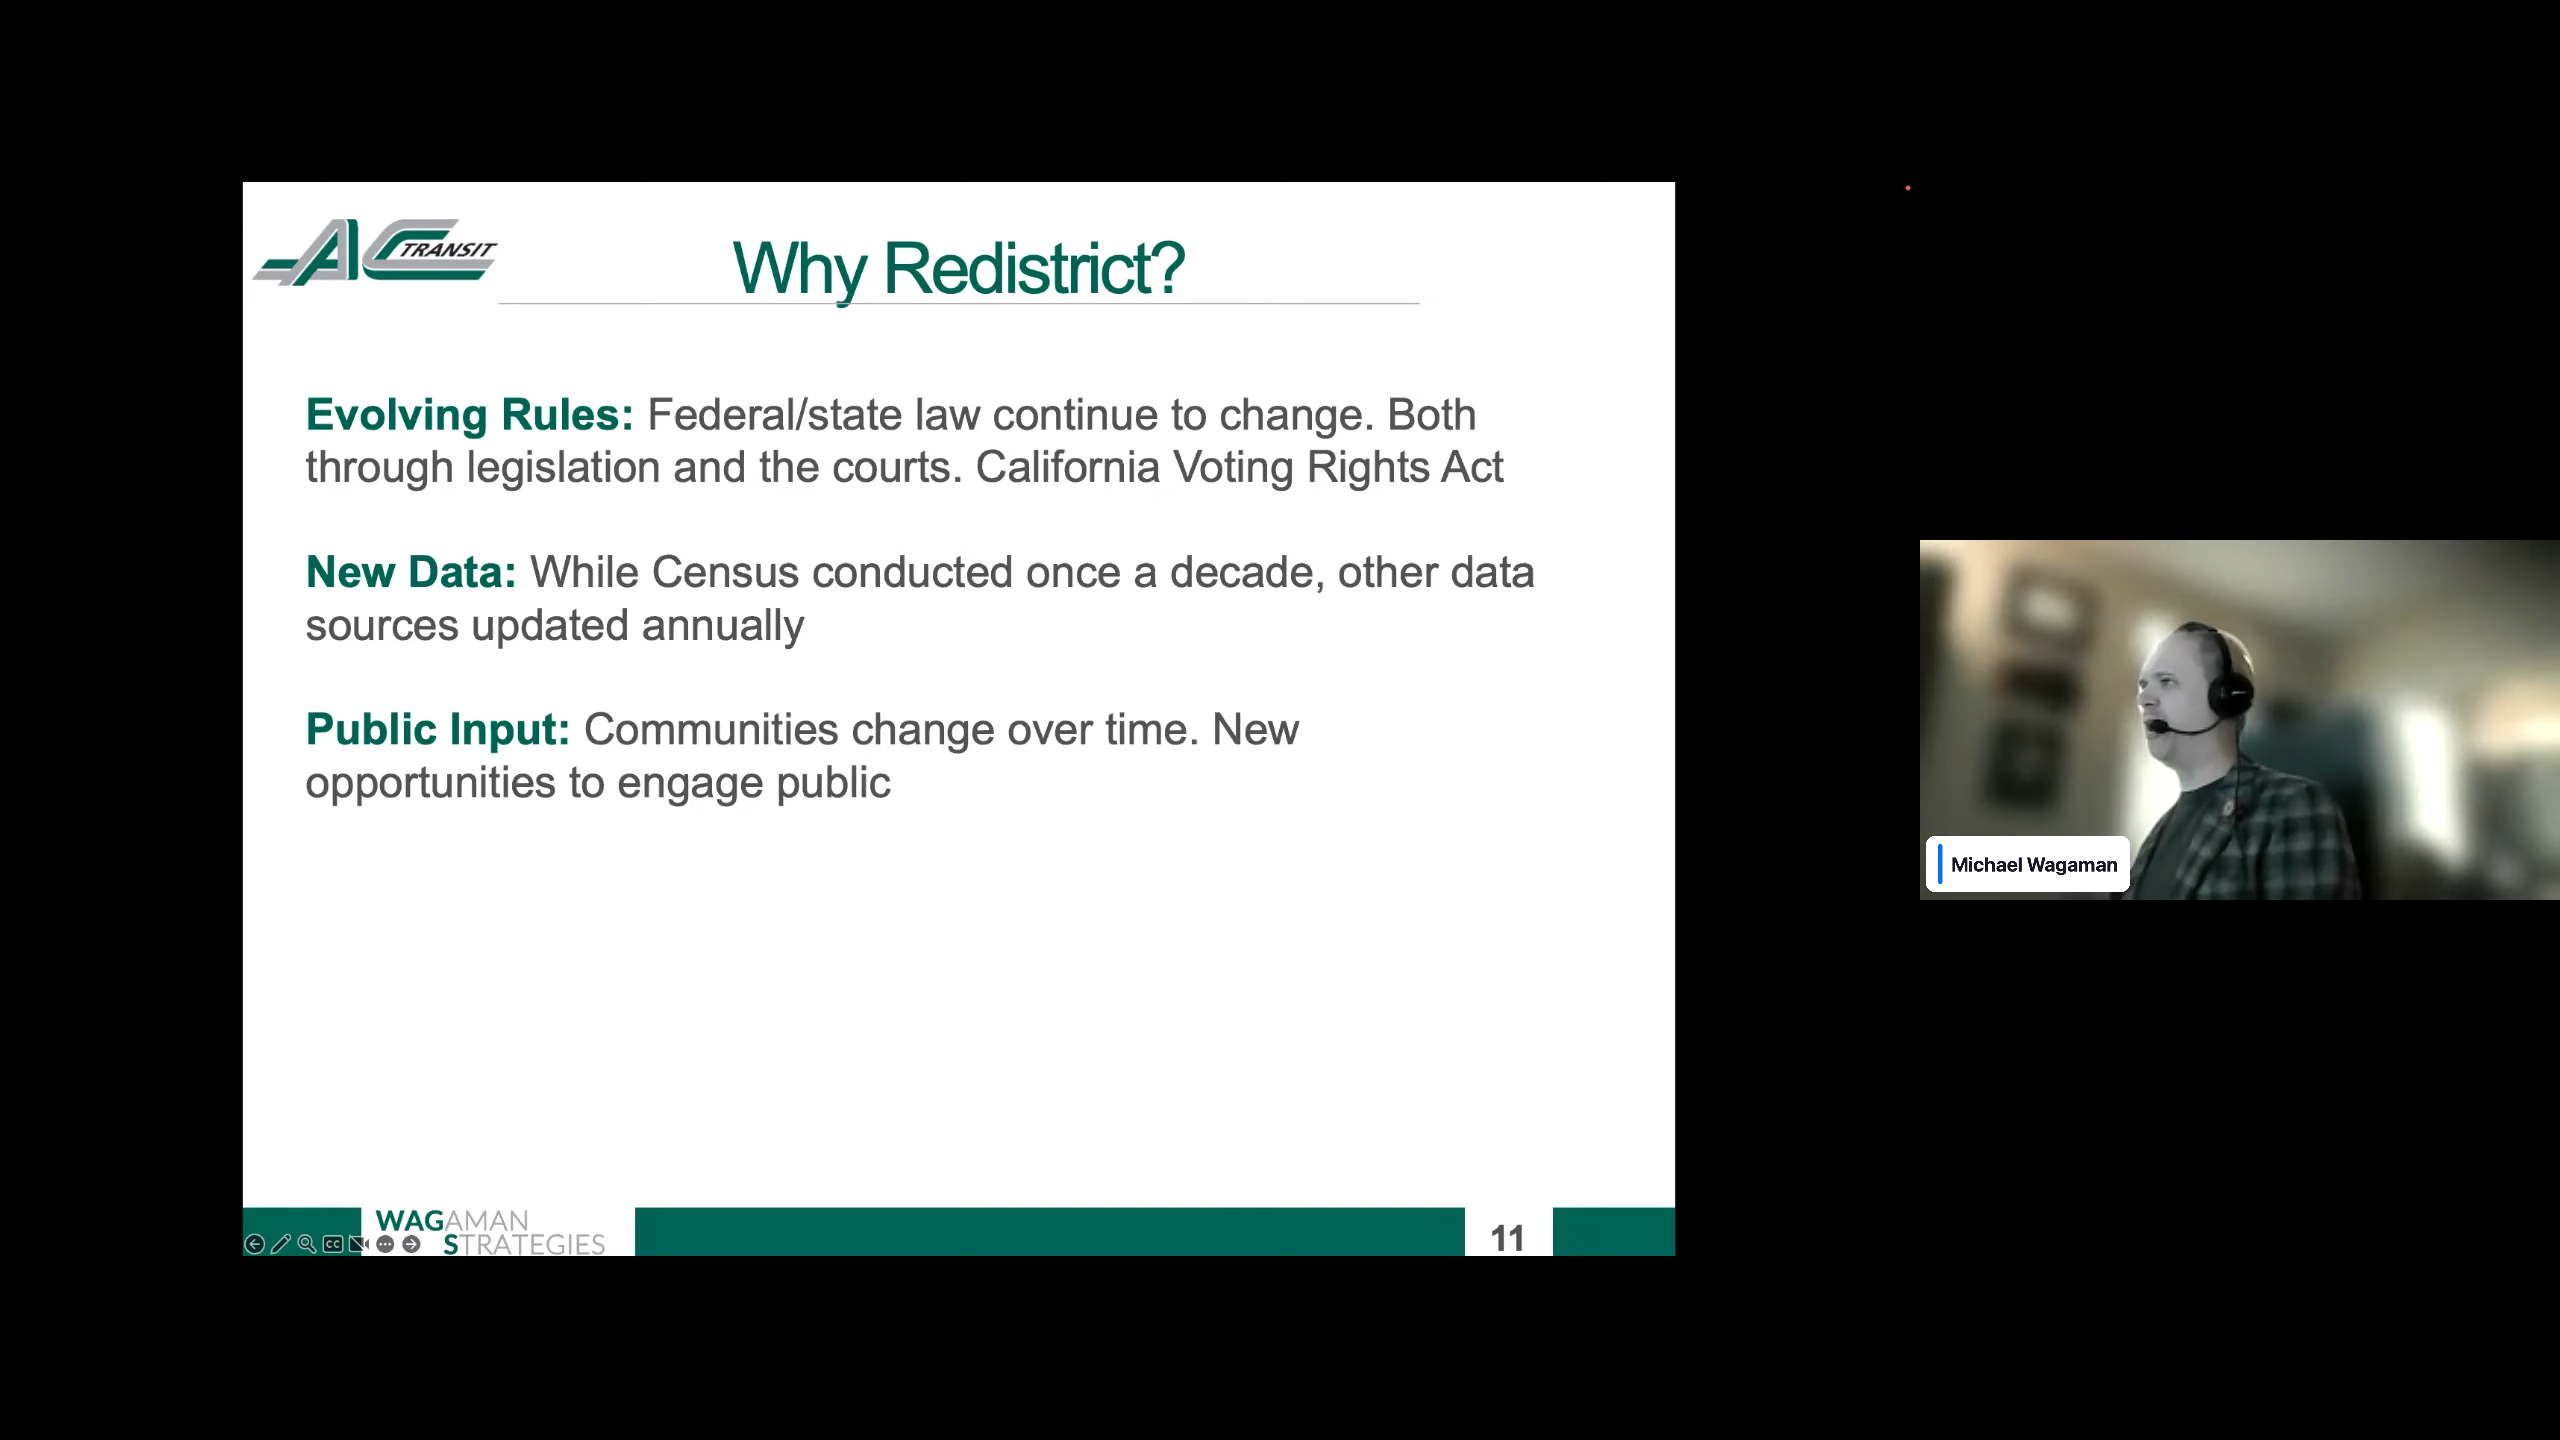 AC TRANSIT
Why Redistrict?
Evolving Rules: Federal/state law continue to change. Both
through legislation and the courts. California Voting Rights Act
New Data: While Census conducted once a decade, other data
sources updated annually
Public Input: Communities change over time. New
opportunities to engage public
Michael Wagaman
WAGAMAN
STRATEGIES
CC
11